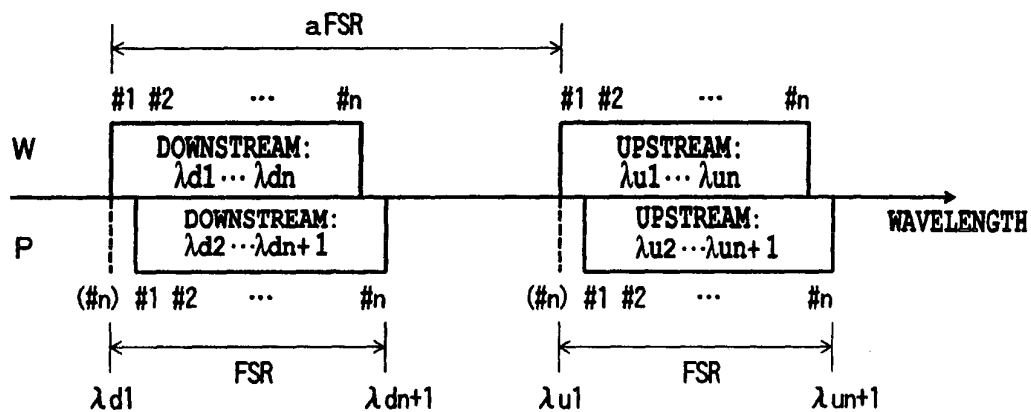 aFSR
#1 #2 ⋯ #n #1 #2 ⋯ #n
W DOWNSTREAM: UPSTREAM:
λd1⋯λdn λu1⋯λun
WAVELENGTH
P DOWNSTREAM: UPSTREAM:
λd2⋯λdn+1 λu2⋯λun+1
(#n) #1 #2 ⋯ #n (#n) #1 #2 ⋯ #n
FSR FSR
λd1 λdn+1 λu1 λun+1